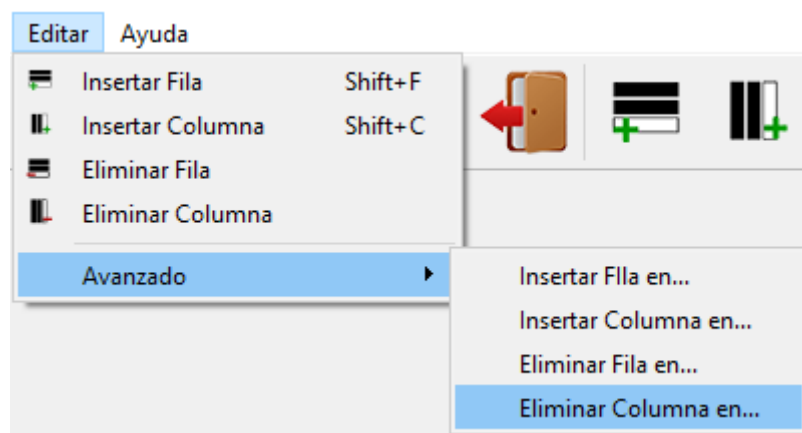 Editar Ayuda
Insertar Fila Shift+F
Insertar Columna Shift+C
Eliminar Fila
Eliminar Columna
Avanzado
Insertar FIla en...
Insertar Columna en...
Eliminar Fila en...
Eliminar Columna en...